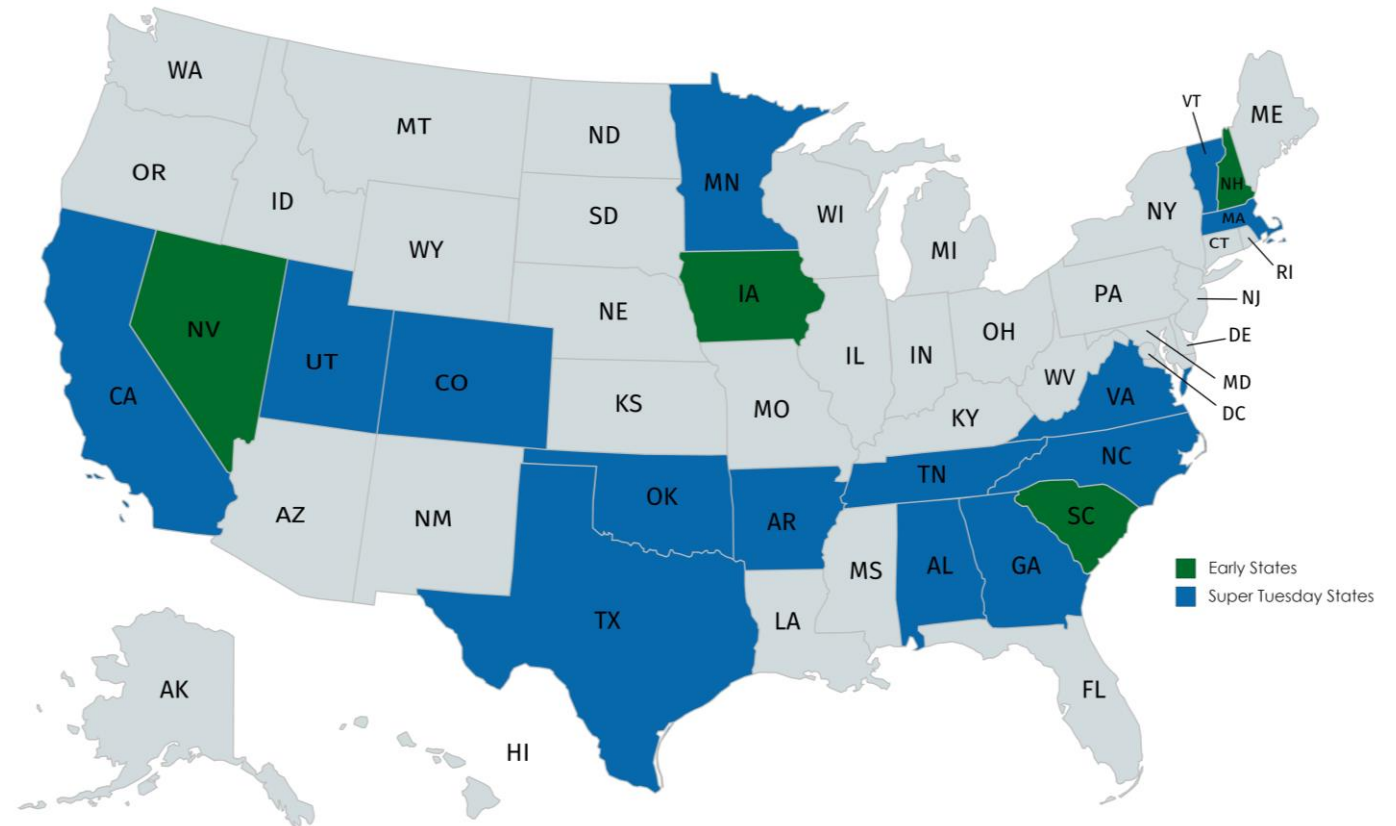 WA
MT
ND
MN
VT
ME
OR
ID
SD
WI
MI
NY
NH
MA
CT
RI
WY
IA
NE
PA
NJ
NV
UT
CO
IL
IN
OH
DE
WV
MD
DC
CA
KS
MO
KY
VA
NC
TN
AZ
NM
OK
AR
SC
MS
AL
GA
TX
LA
Early States
Super Tuesday States
AK
HI
FL